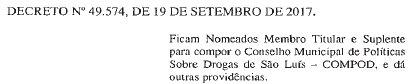 DECRETO Nº 49.574, DE 19 DE SETEMBRO DE 2017.
Ficam Nomeados Membro Titular e Suplente
para compor o Conselho Municipal de Políticas
Sobre Drogas de São Luís – COMPOD, e dá
outras providências.